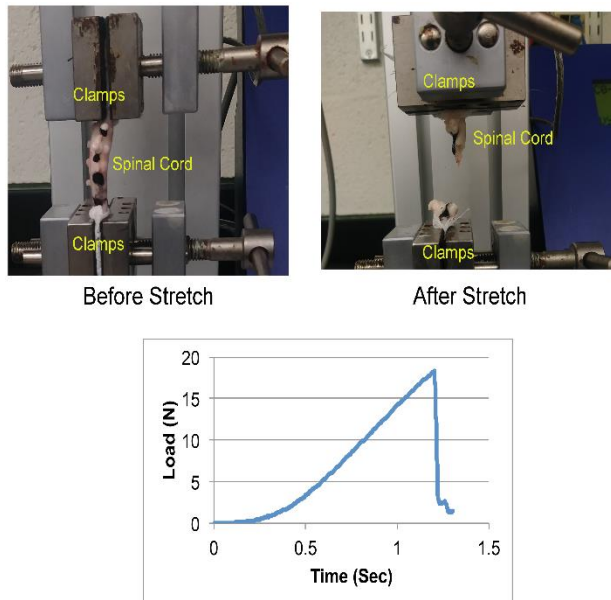 Clamps
Spinal Cord
Clamps
Before Stretch
Clamps
Spinal Cord
Clamps
After Stretch
20
15
10
5
0
Load (N)
0 0.5 1 1.5
Time (Sec)